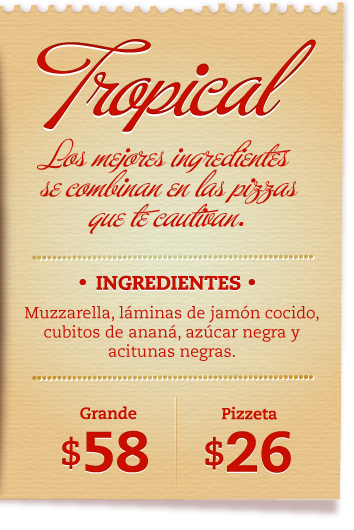 Tropical
Los mejores ingredientes
se combinan en las pizzas
que te cautivan.
• INGREDIENTES •
Muzzarella, láminas de jamón cocido,
cubitos de ananá, azúcar negra y
acitunas negras.
Grande Pizzeta
$58 $26